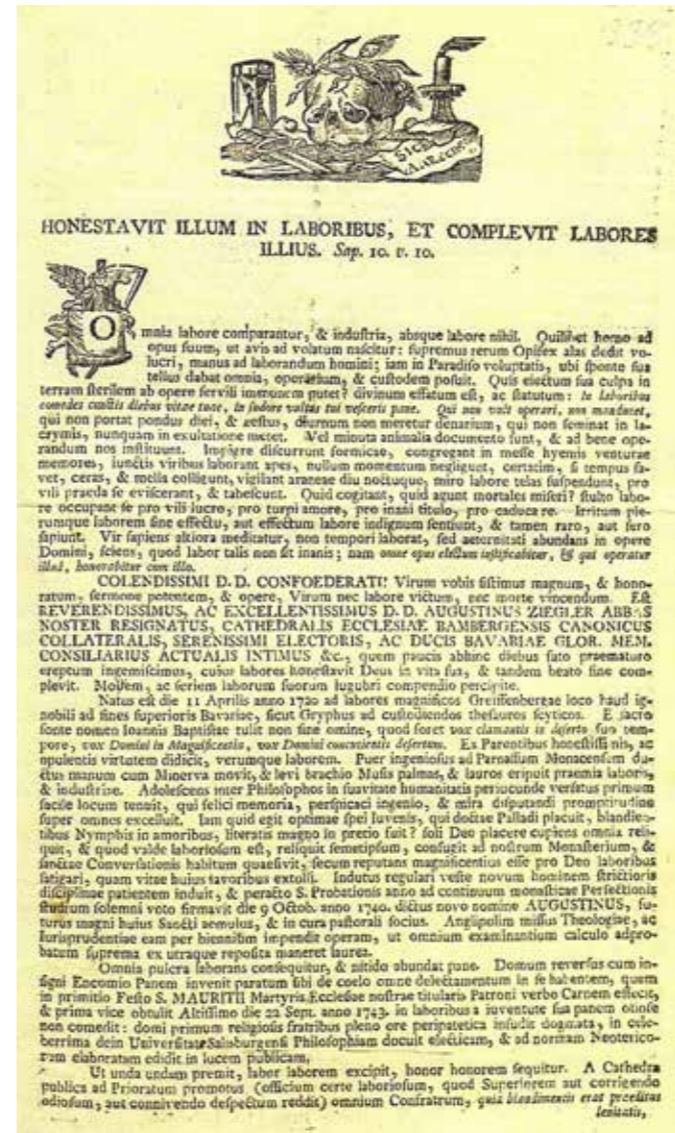 SICUT
HONESTAVIT ILLUM IN LABORIBUS, ET COMPLEVIT LABORES
ILLIUS. Sap. 10. v. 10.
Omnia labore comparantur, & industria, absque labore nihil. Quilibet homo ad
opus suum, ut avis ad volatum nascitur: supremus rerum Opifex alas dedit vo-
lucri, manus ad laborandum homini; iam in Paradiso voluptatis, ubi sponte sua
tellus dabat omnia, operarium, & custodem posuit. Quis electum sua culpa in
terram sterilem ab opere servili immunem putet? divinum effatum est, ac statutum: In laboribus
comedes cunctis diebus vitae tuae, in sudore vultus tui vesceris pane. Qui non vult operari, non manducet,
qui non portat pondus diei, & aestus, diurnum non meretur denarium, qui non seminat in la-
crymis, nunquam in exultatione metet. Vel minuta animalia documento sunt, & ad bene ope-
randum nos instituunt. Impigre discurrunt formicae, congregant in messe hyemis venturae
memores, iunctis viribus laborant apes, nullum momentum negligunt, certatim, si tempus fa-
vet, ceras, & mella colligunt, vigilant araneae diu noctuque, miro labore telas suspendunt, pro
vili praeda se eviscerant, & tabescunt. Quid cogitant, quid agunt mortales miseri? stulto labo-
re occupant se pro vili lucro, pro turpi amore, pro inani titulo, pro caduca re. Irritum ple-
rumque laborem sine effectu, aut effectum labore indignum sentiunt, & tamen raro, aut sero
sapiunt. Vir sapiens altiora meditatur, non tempori laborat, sed aeternitati abundans in opere
Domini, sciens, quod labor talis non sit inanis; nam omne opus electum iustificabitur, & qui operatur
illud, honorabitur cum illo.
COLENDISSIMI D. D. CONFOEDERATI! Virum vobis sistimus magnum, & hono-
ratum, sermone potentem, & opere, Virum nec labore victum, nec morte vincendum. Est
REVERENDISSIMUS, AC EXCELLENTISSIMUS D. D. AUGUSTINUS ZIEGLER ABBAS
NOSTER RESIGNATUS, CATHEDRALIS ECCLESIAE BAMBERGENSIS CANONICUS
COLLATERALIS, SERENISSIMI ELECTORIS, AC DUCIS BAVARIAE GLOR. MEM.
CONSILIARIUS ACTUALIS INTIMUS &c., quem paucis abhinc diebus fato praematuro
ereptum ingemiscimus, cuius labores honestavit Deus in vita sua, & tandem beato fine com-
plevit. Molem, ac seriem laborum suorum lugubri compendio percipite.
Natus est die 11 Aprilis anno 1720 ad labores magnificos Greiffenbergae loco haud ig-
nobili ad fines superioris Bavariae, sicut Gryphus ad custodiendos thesauros scyticos. E sacro
fonte nomen Ioannis Baptistae tulit non sine omine, quod foret vox clamantis in deserto suo tem-
pore, vox Domini in Magnificentia, vox Domini concutientis desertum. Ex Parentibus honestissimis, ac
opulentis virtutem didicit, verumque laborem. Puer ingeniosus ad Parnassum Monacensem du-
ctus manum cum Minerva movit, & levi brachio Musis palmas, & lauros eripuit praemia laboris,
& industriae. Adolescens inter Philosophos in suavitate humanitatis periucunde versatus primum
facile locum tenuit, qui felici memoria, perspicaci ingenio, & mira disputandi promptitudine
super omnes excelluit. Iam quid egit optimae spei Iuvenis, qui doctae Palladi placuit, blandien-
tibus Nymphis in amoribus, literatis magno in precio fuit? soli Deo placere cupiens omnia reli-
quit, & quod valde laboriosum est, reliquit semetipsum, confugit ad nostrum Monasterium, &
sanctae Conversationis habitum quaesivit, secum reputans magnificentius esse pro Deo laboribus
fatigari, quam vitae huius favoribus extolli. Indutus regulari veste novum hominem strictioris
disciplinae patientem induit, & peracto S. Probationis anno ad continuum monasticae Perfectionis
studium solemni voto firmavit die 9 Octob. anno 1740. dictus novo nomine AUGUSTINUS, fu-
turus magni huius Sancti aemulus, & in cura pastorali socius. Anglipolim missus Theologiae, ac
Iurisprudentiae eam per biennium impendit operam, ut omnium examinantium calculo adpro-
batem suprema ex utraque reposita maneret laurea.
Omnia pulcra laborans consequitur, & nitido abundat pane. Domum reversus cum in-
signi Encomio Panem invenit paratum sibi de coelo omne delectamentum in se habentem, quem
in primitio Festo S. MAURITII Martyris Ecclesiae nostrae titularis Patroni verbo Carnem effecit,
& prima vice obtulit Altissimo die 22 Sept. anno 1743. in laboribus a iuventute sua panem otiose
non comedit: domi primum religiosis fratribus pleno ore peripatetica insudit dogmata, in cele-
berrima dein Universitate Salisburgensi Philosophiam docuit electicam, & ad normam Neoterico-
rum elaboratam edidit in lucem publicam.
Ut unda undam premit, labor laborem excipit, honor honorem sequitur. A Cathedra
publica ad Prioratum promotus (officium certe laboriosum, quod Superiorem aut corrigendo
odiosum, aut connivendo despectum reddit) omnium Confratrum, quia blandimentis erat praeditus
lenitatis,